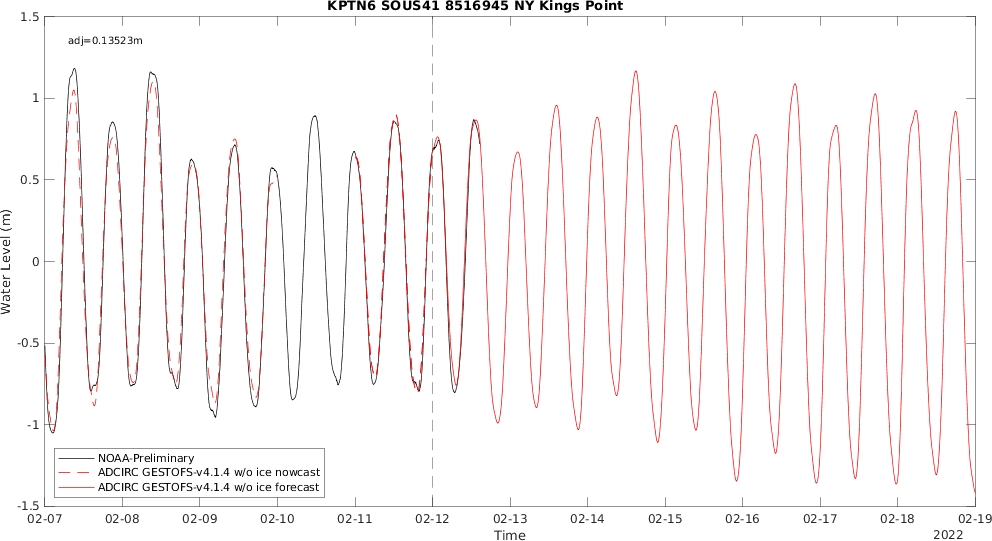 KPTN6 SOUS41 8516945 NY Kings Point
adj=0.13523m
1.5
1
0.5
0
-0.5
-1
-1.5
Water Level (m)
NOAA-Preliminary
ADCIRC GESTOFS-v4.1.4 w/o ice nowcast
ADCIRC GESTOFS-v4.1.4 w/o ice forecast
02-07 02-08 02-09 02-10 02-11 02-12 02-13 02-14 02-15 02-16 02-17 02-18 02-19
Time
2022